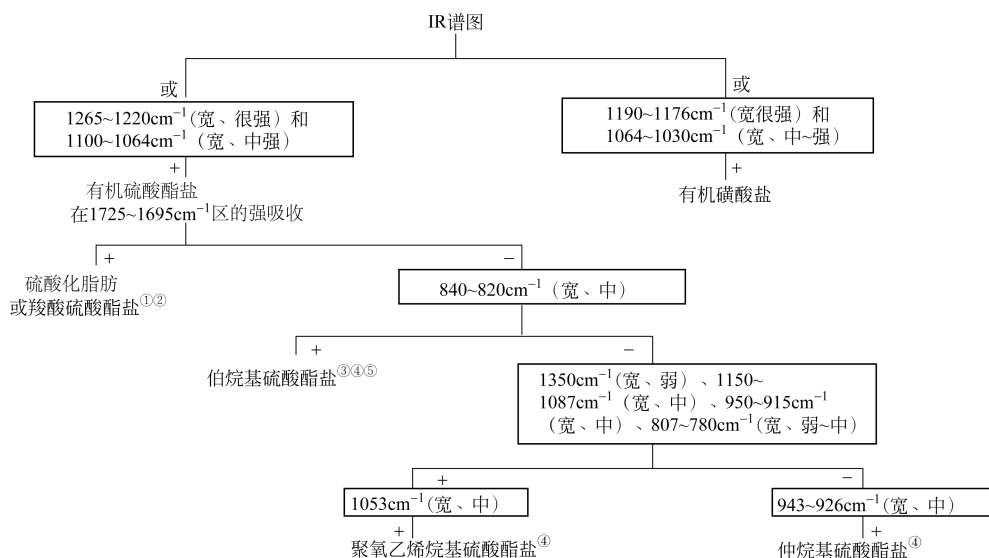 IR谱图
或
或
1265~1220cm⁻¹(宽、很强）和
1100~1064cm⁻¹（宽、中强）
1190~1176cm⁻¹(宽很强）和
1064~1030cm⁻¹（宽、中~强）
+
+
有机硫酸酯盐
有机磺酸盐
在1725~1695cm⁻¹区的强吸收
+
−
硫酸化脂肪
或羧酸硫酸酯盐①②
840~820cm⁻¹（宽、中）
+
−
伯烷基硫酸酯盐③④⑤
1350cm⁻¹(宽、弱）、1150~
1087cm⁻¹（宽、中）、950~915cm⁻¹
（宽、中）、807~780cm⁻¹(宽、弱~中）
+
−
1053cm⁻¹(宽、中）
943~926cm⁻¹(宽、中）
+
+
聚氧乙烯烷基硫酸酯盐④
仲烷基硫酸酯盐④